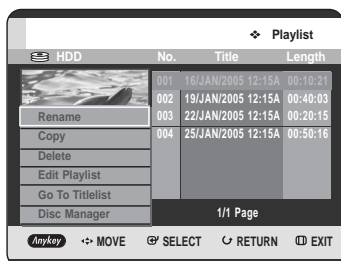 ❖ Playlist
HDD No. Title Length
001 16/JAN/2005 12:15A 00:10:21
002 19/JAN/2005 12:15A 00:40:03
003 22/JAN/2005 12:15A 00:20:15
004 25/JAN/2005 12:15A 00:50:16
Rename
Copy
Delete
Edit Playlist
Go To Titlelist
Disc Manager
1/1 Page
Anykey MOVE SELECT RETURN EXIT